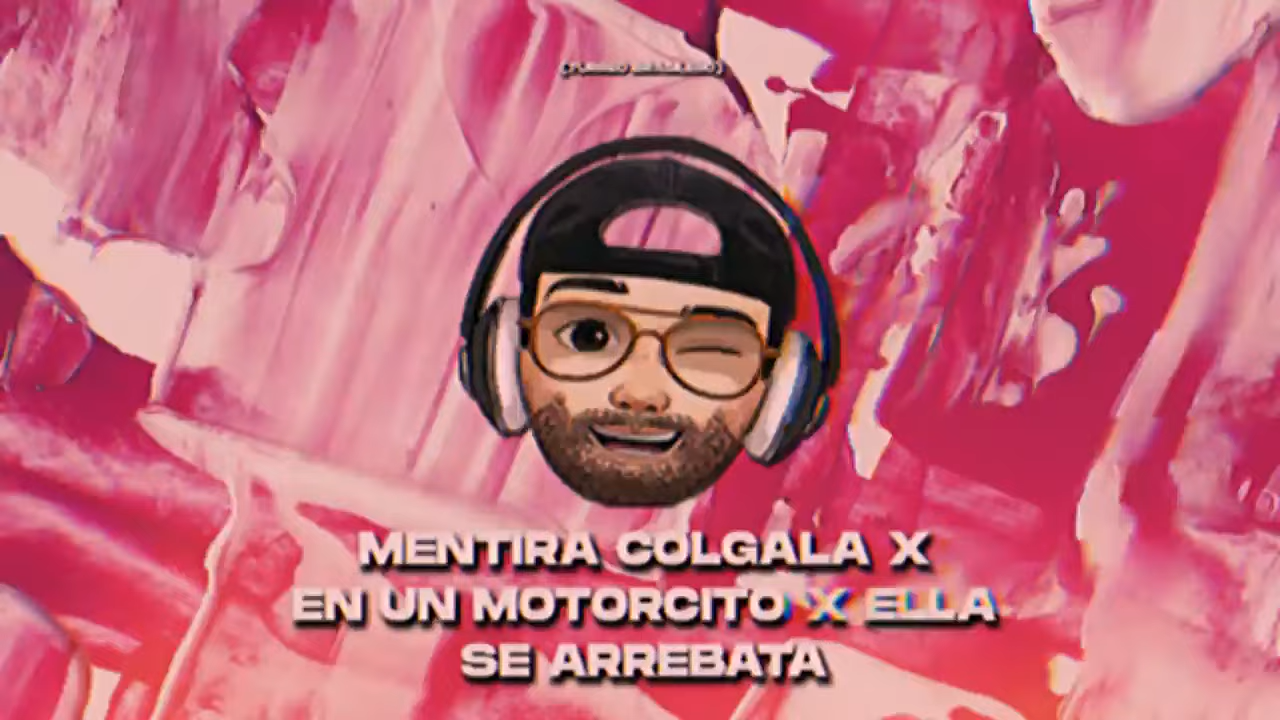 MENTIRA COLGALA X
EN UN MOTORCITO X ELLA
SE ARREBATA